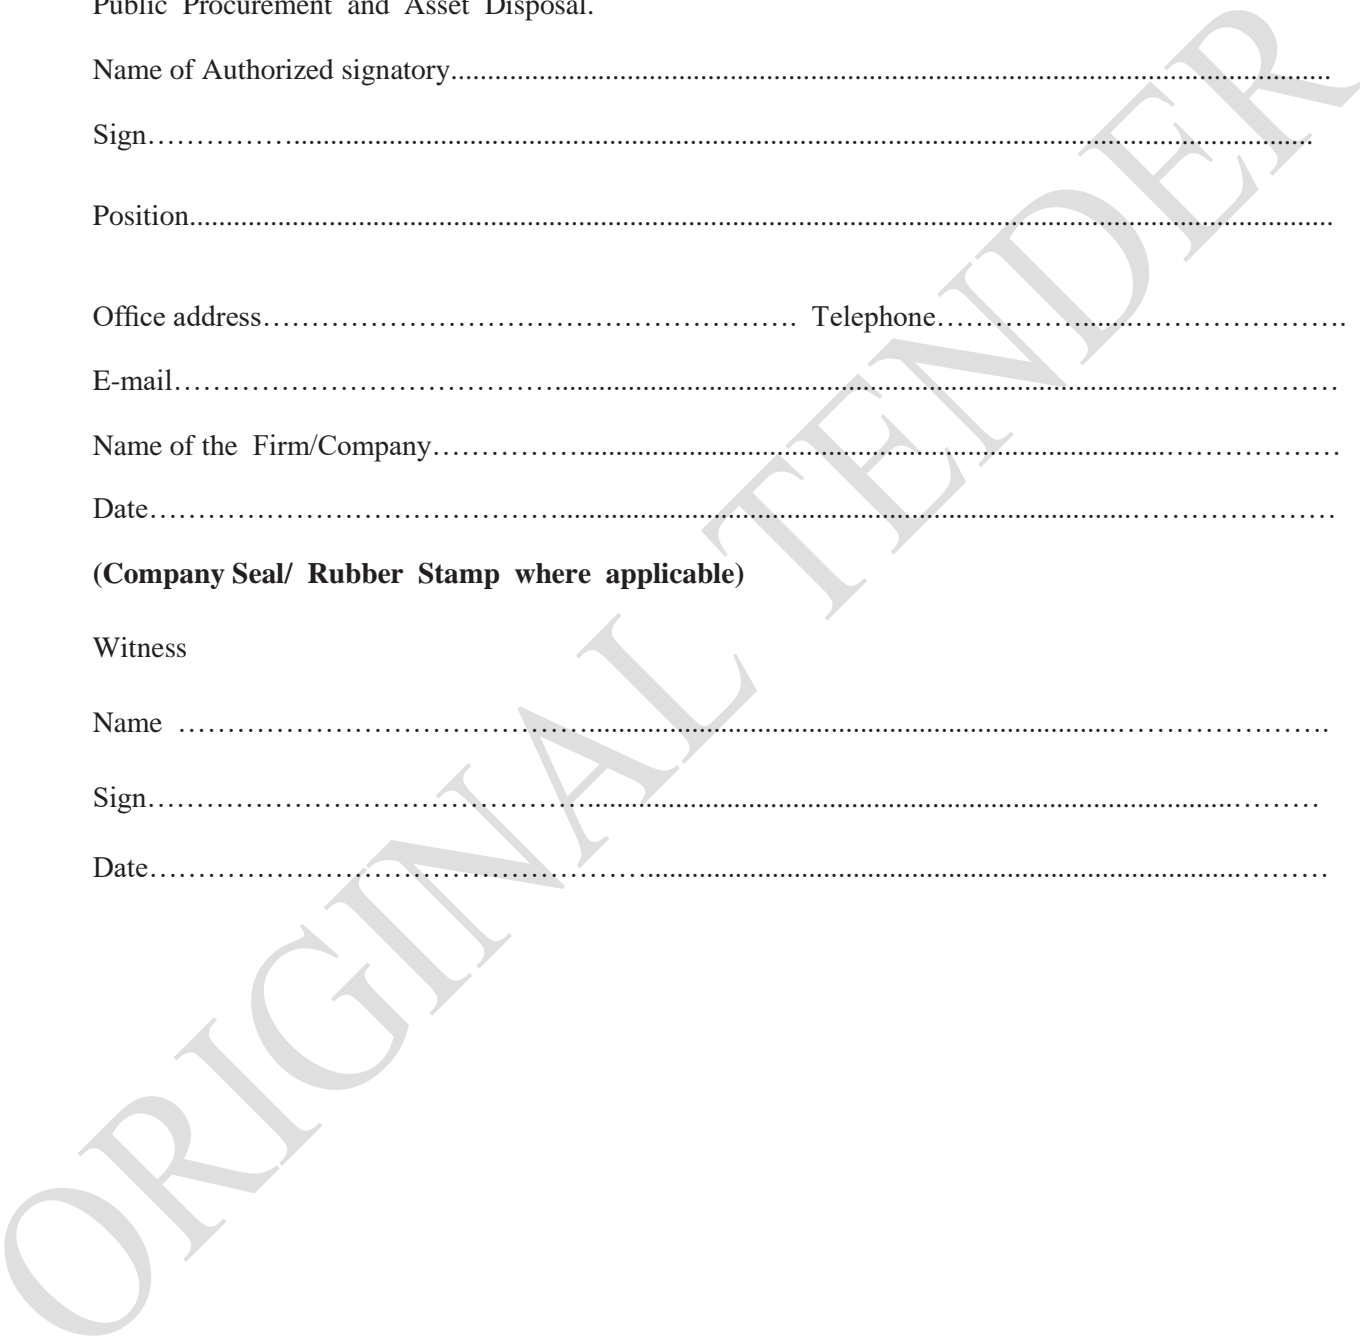 Public Procurement and Asset Disposal.
Name of Authorized signatory....................................................................................................................
Sign……………..........................................................................................................................................
Position.........................................................................................................................................................
Office address………………………………………………. Telephone…………….......………………….
E-mail…………………………………......................................................................................……………
Name of the Firm/Company……………...............................................................................………………
Date……………………………………............................................................................…………………
(Company Seal/ Rubber Stamp where applicable)
Witness
Name ……………………………………......................................................................………………….
Sign………………………………………......................................................................................………
Date……………………………………………................................................................................………
ORIGINAL TENDER